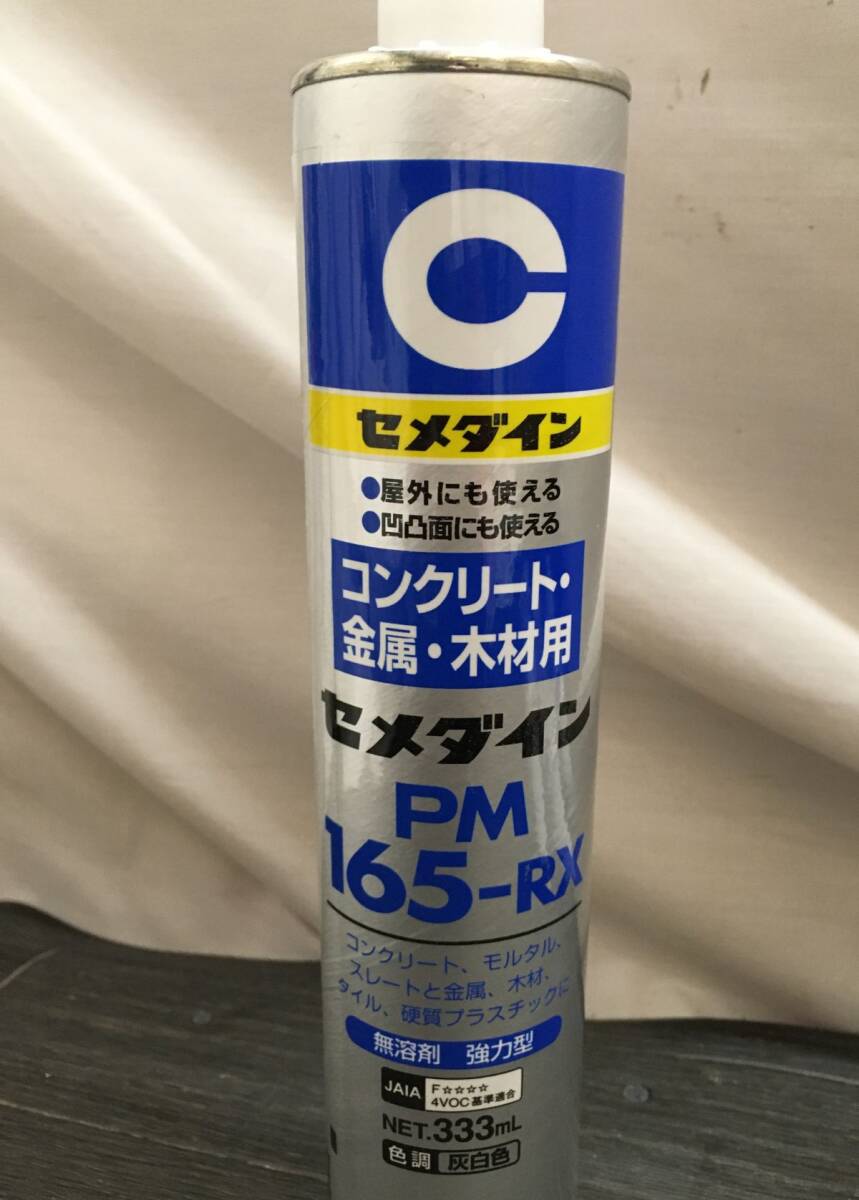 C
セメダイン
●屋外にも使える
●凹凸面にも使える
コンクリート・
金属・木材用
セメダイン
PM
165-RX
コンクリート、モルタル、
スレートと金属、木材、
タイル、硬質プラスチックに
無溶剤 強力型
JAIA F☆☆☆☆
4VOC基準適合
NET.333mL
色調 灰白色